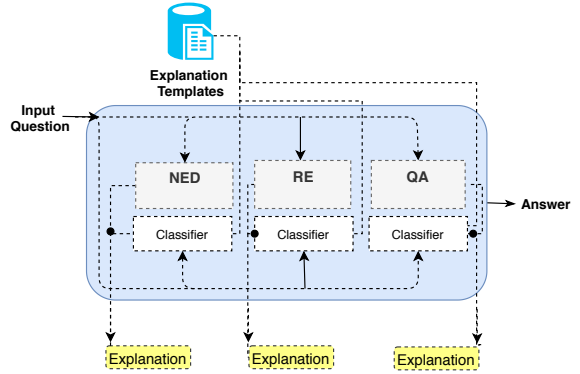 Explanation
Templates
Input
Question
NED
RE
QA
Classifier
Classifier
Classifier
Answer
Explanation
Explanation
Explanation